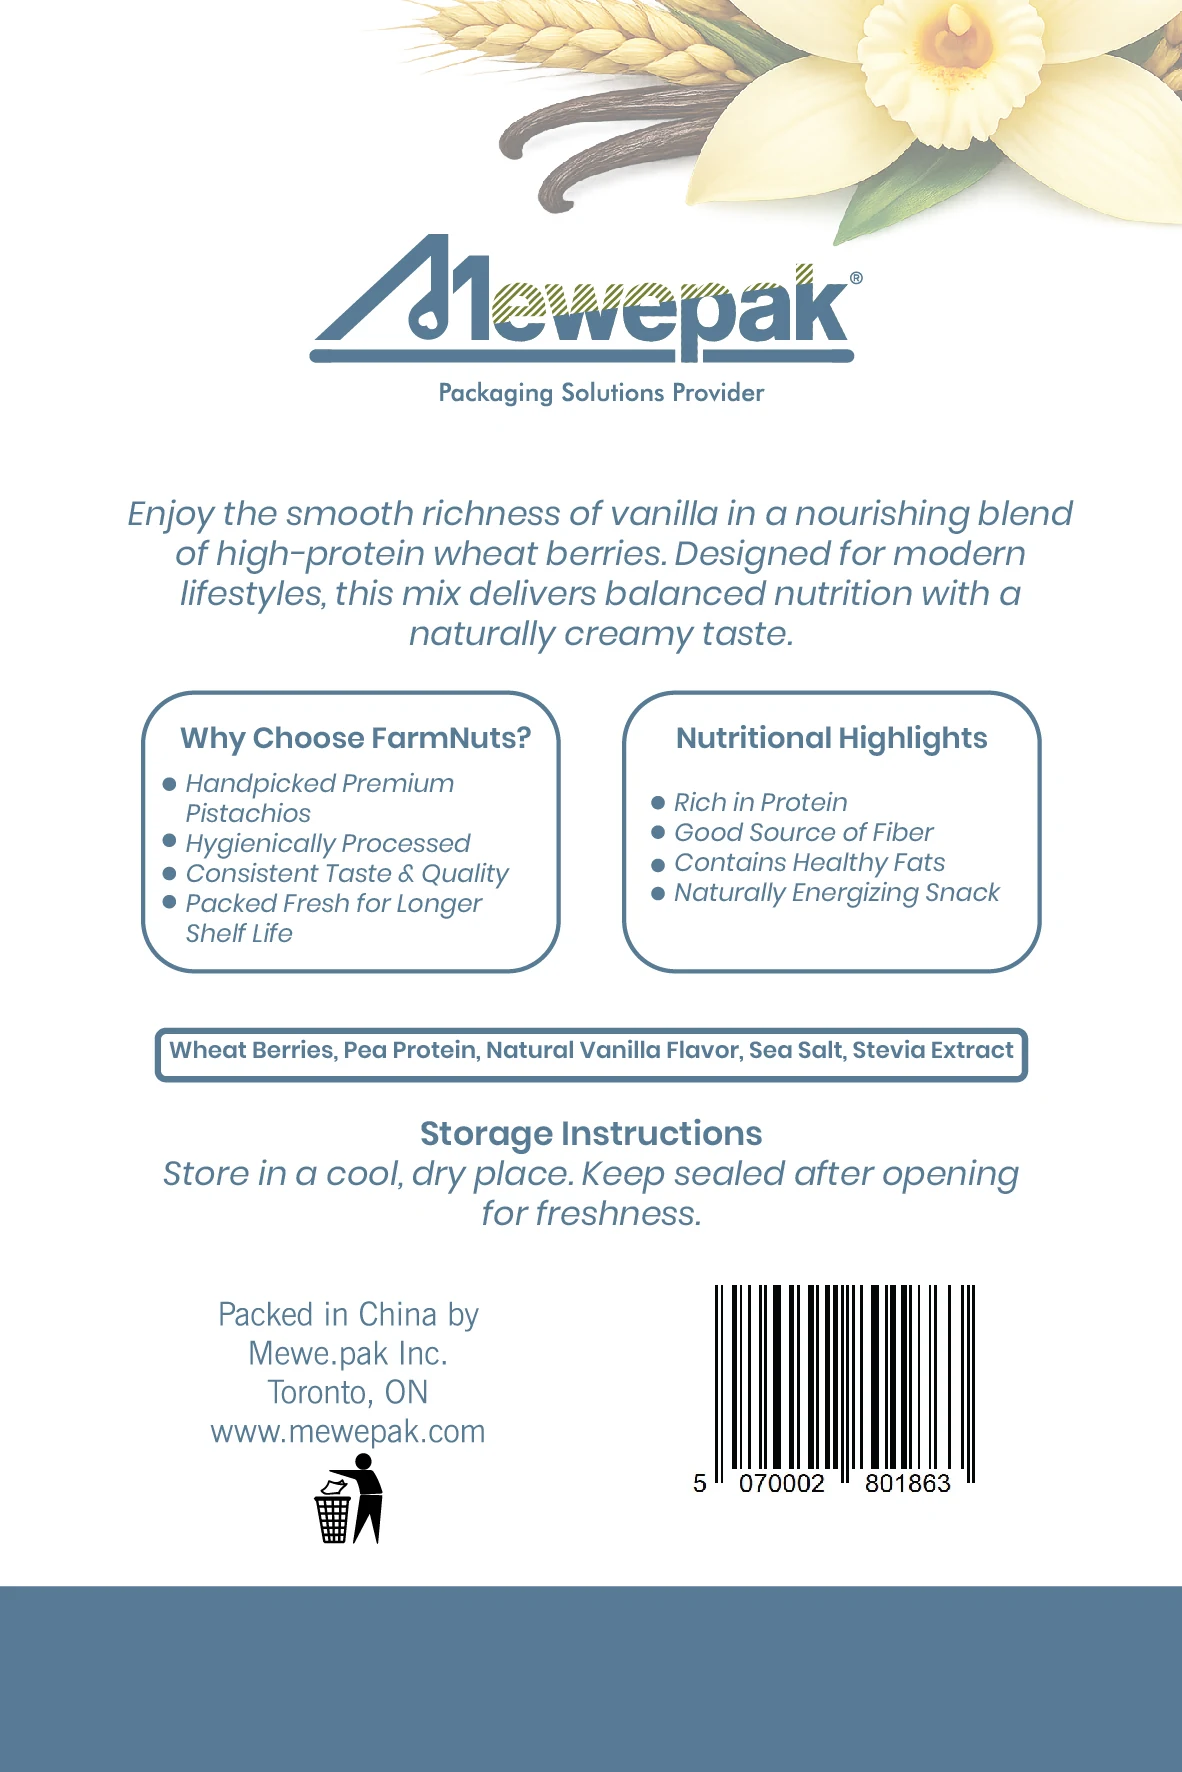 Mewepak®
Packaging Solutions Provider
Enjoy the smooth richness of vanilla in a nourishing blend
of high-protein wheat berries. Designed for modern
lifestyles, this mix delivers balanced nutrition with a
naturally creamy taste.
Why Choose FarmNuts?
● Handpicked Premium
Pistachios
● Hygienically Processed
● Consistent Taste & Quality
● Packed Fresh for Longer
Shelf Life
Nutritional Highlights
● Rich in Protein
● Good Source of Fiber
● Contains Healthy Fats
● Naturally Energizing Snack
Wheat Berries, Pea Protein, Natural Vanilla Flavor, Sea Salt, Stevia Extract
Storage Instructions
Store in a cool, dry place. Keep sealed after opening
for freshness.
Packed in China by
Mewe.pak Inc.
Toronto, ON
www.mewepak.com
5 070002 801863